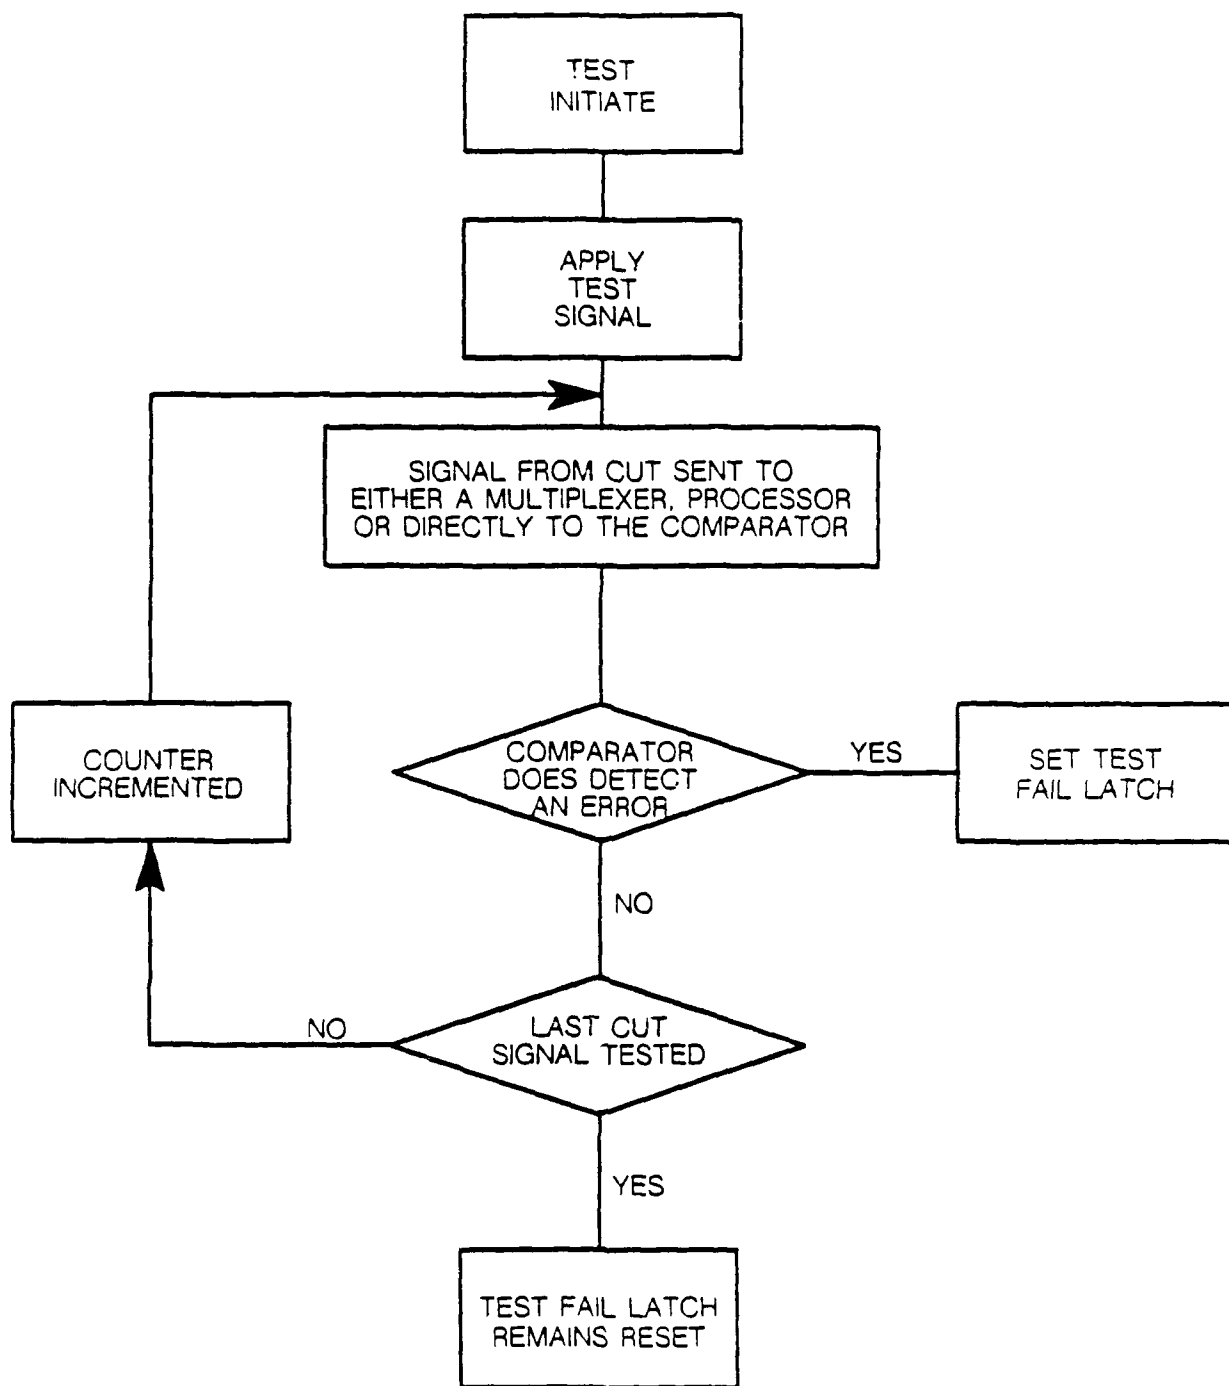 TEST
INITIATE
APPLY
TEST
SIGNAL
SIGNAL FROM CUT SENT TO
EITHER A MULTIPLEXER, PROCESSOR
OR DIRECTLY TO THE COMPARATOR
COUNTER
INCREMENTED
COMPARATOR
DOES DETECT
AN ERROR
YES
SET TEST
FAIL LATCH
NO
NO
LAST CUT
SIGNAL TESTED
YES
TEST FAIL LATCH
REMAINS RESET